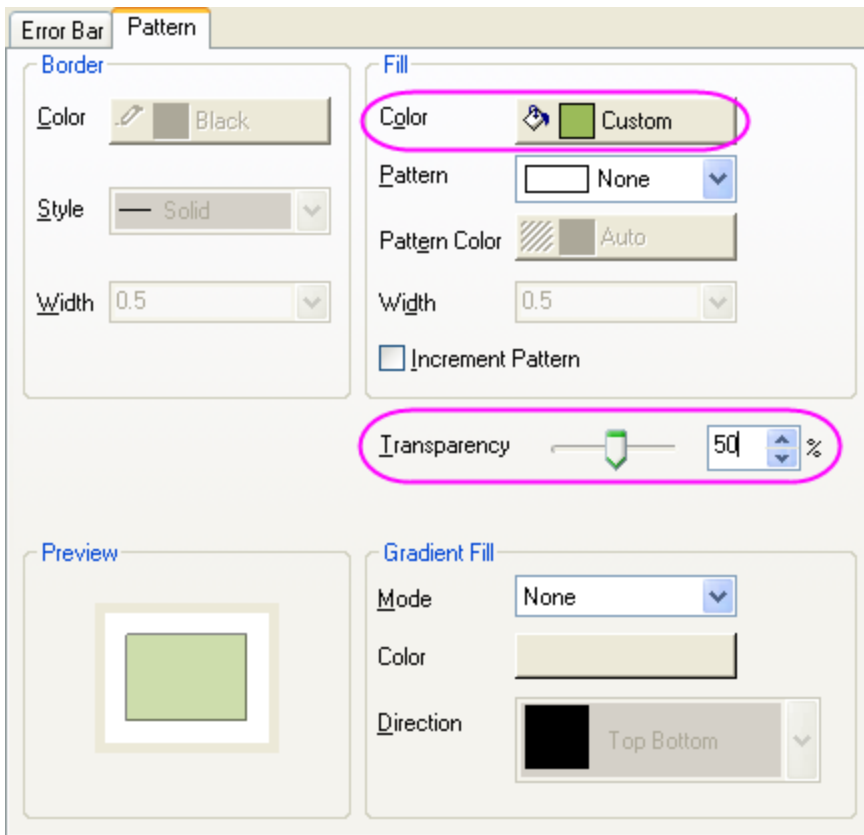 Error Bar
Pattern
Border
Color
Black
Style
Solid
Width
0.5
Fill
Color
Custom
Pattern
None
Pattern Color
Auto
Width
0.5
Increment Pattern
Transparency
50 %
Preview
Gradient Fill
Mode
None
Color
Direction
Top Bottom